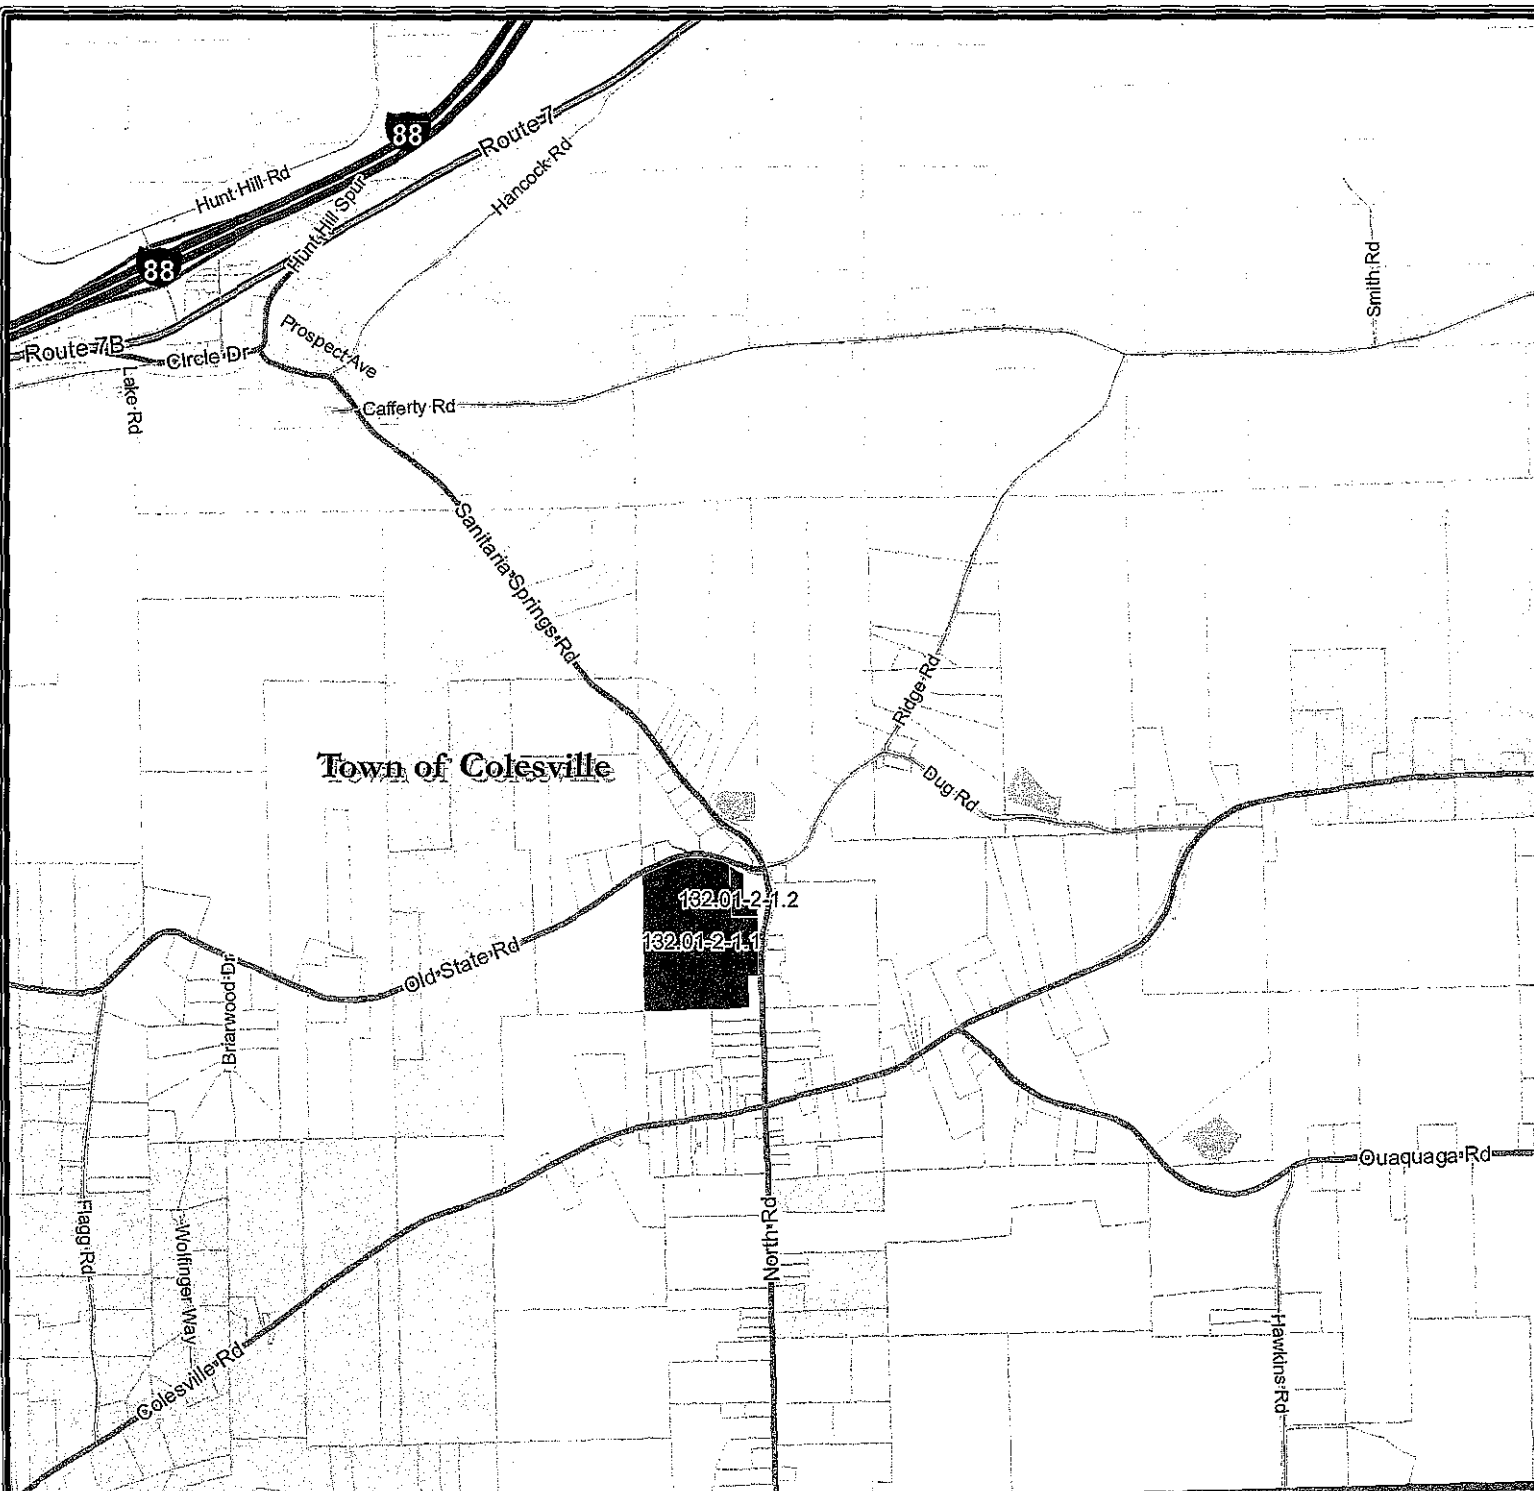 88
Route 7
Hunt Hill Rd
Hancock Rd
Hunt Hill Spur
88
Smith Rd
Prospect Ave
Route 7B
Circle Dr
Lake Rd
Cafferty Rd
Sanitaria Springs Rd
Ridge Rd
Town of Colesville
Dug Rd
132.01-2-1.2
132.01-2-1.1
Old State Rd
Briarwood Dr
Ouaquaga Rd
Flagg Rd
Wolfinger Way
North Rd
Hawkins Rd
Colesville Rd